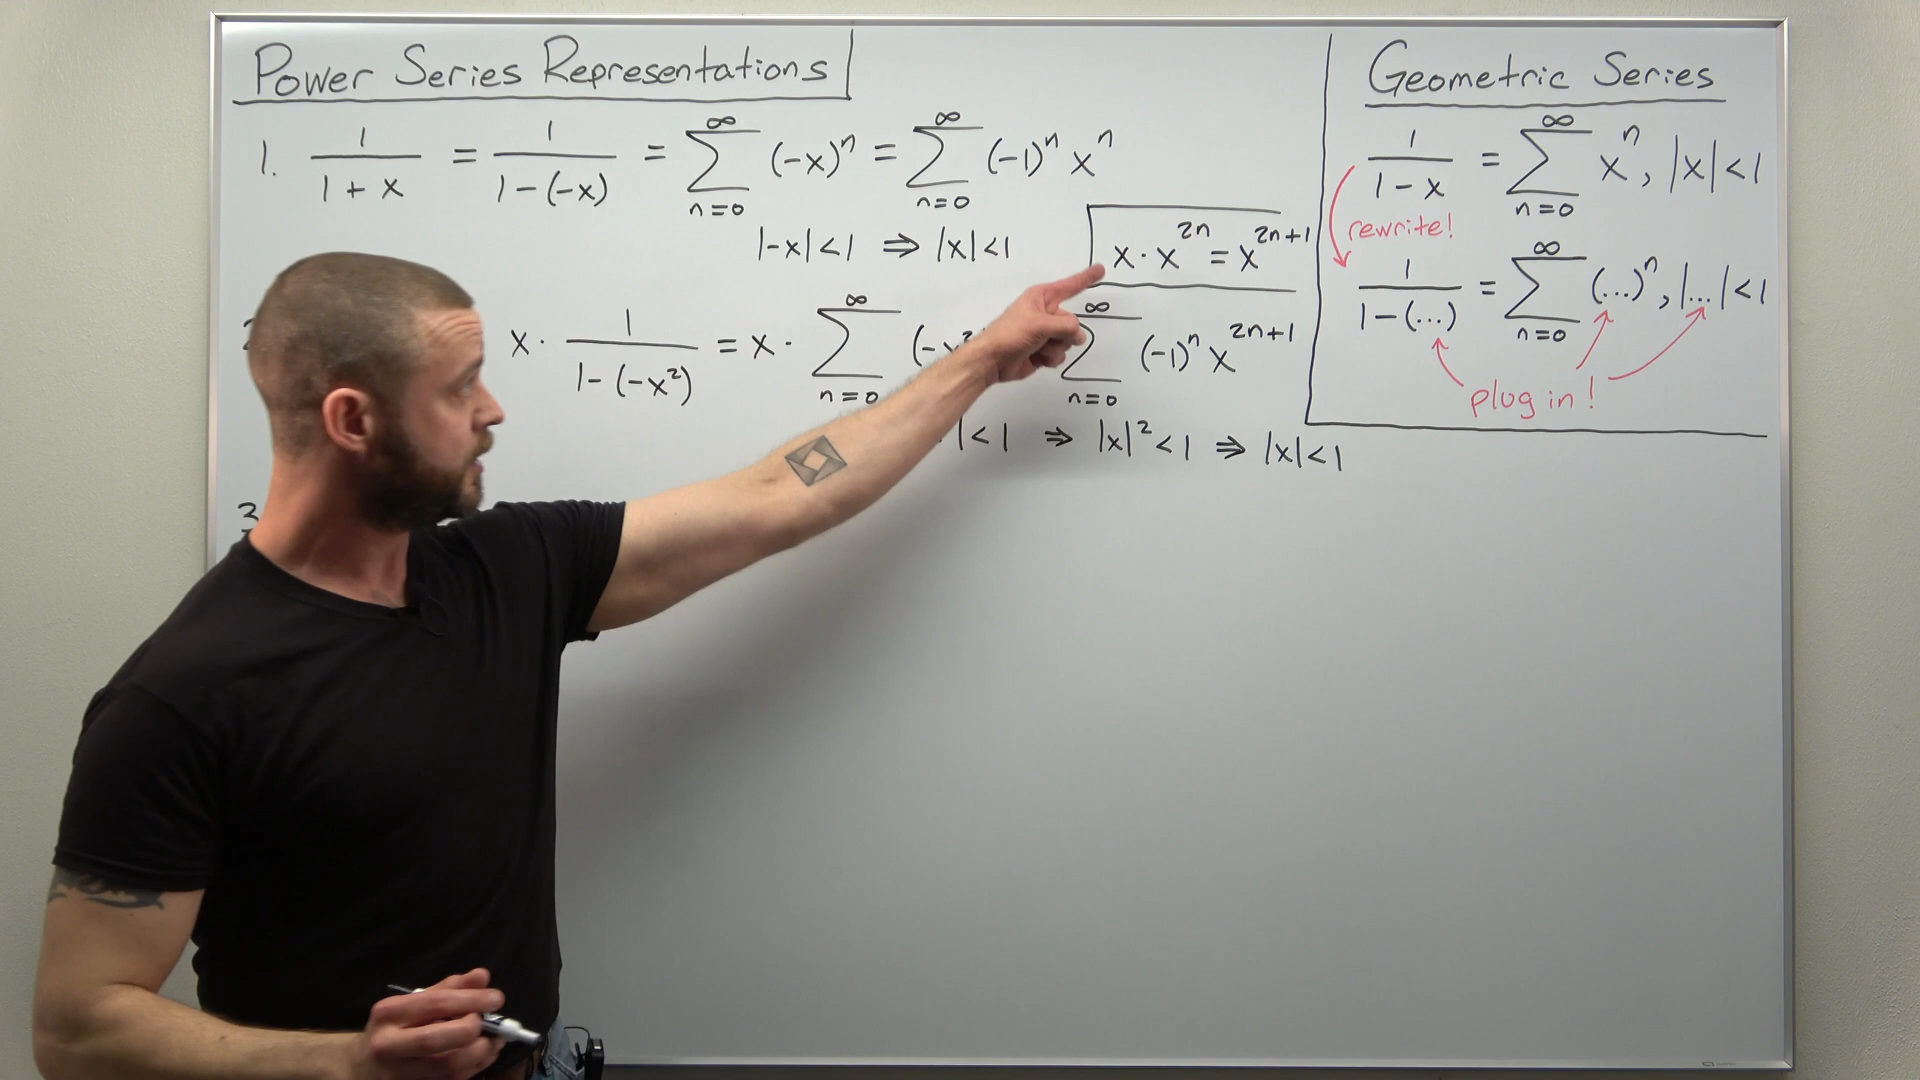 Power Series Representations
1. 1/(1 + x) = 1/(1 - (-x)) = ∑_{n=0}^{∞} (-x)^n = ∑_{n=0}^{∞} (-1)^n x^n
|-x| < 1 ⇒ |x| < 1
x · x^{2n} = x^{2n+1}
x · 1/(1 - (-x²)) = x · ∑_{n=0}^{∞} (-x² ∑_{n=0}^{∞} (-1)^n x^{2n+1}
| < 1 ⇒ |x|² < 1 ⇒ |x| < 1
3
Geometric Series
1/(1 - x) = ∑_{n=0}^{∞} x^n, |x| < 1
rewrite!
1/(1 - (...)) = ∑_{n=0}^{∞} (...)^n, |...| < 1
plug in!